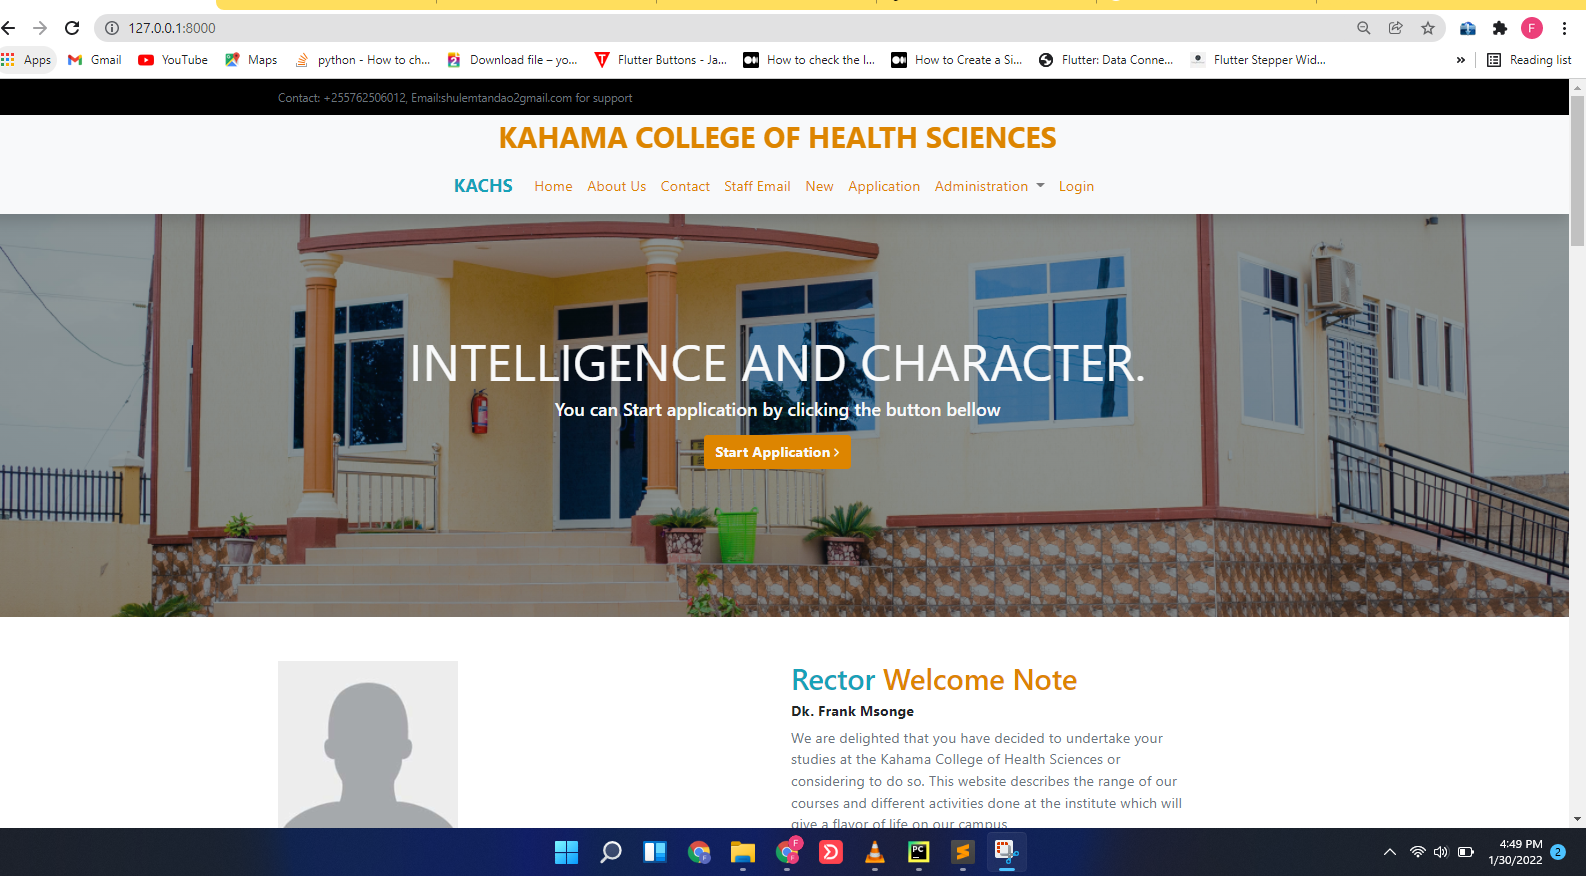 127.0.0.1:8000
F
Apps
Gmail
YouTube
Maps
python - How to ch...
Download file – yo...
Flutter Buttons - Ja...
How to check the I...
How to Create a Si...
Flutter: Data Conne...
Flutter Stepper Wid...
»
Reading list
Contact: +255762506012, Email:shulemtandao2gmail.com for support
KAHAMA COLLEGE OF HEALTH SCIENCES
KACHS Home About Us Contact Staff Email New Application Administration Login
INTELLIGENCE AND CHARACTER.
You can Start application by clicking the button bellow
Start Application
Rector Welcome Note
Dk. Frank Msonge
We are delighted that you have decided to undertake your
studies at the Kahama College of Health Sciences or
considering to do so. This website describes the range of our
courses and different activities done at the institute which will
give a flavor of life on our campus
F
PC
4:49 PM
1/30/2022
2